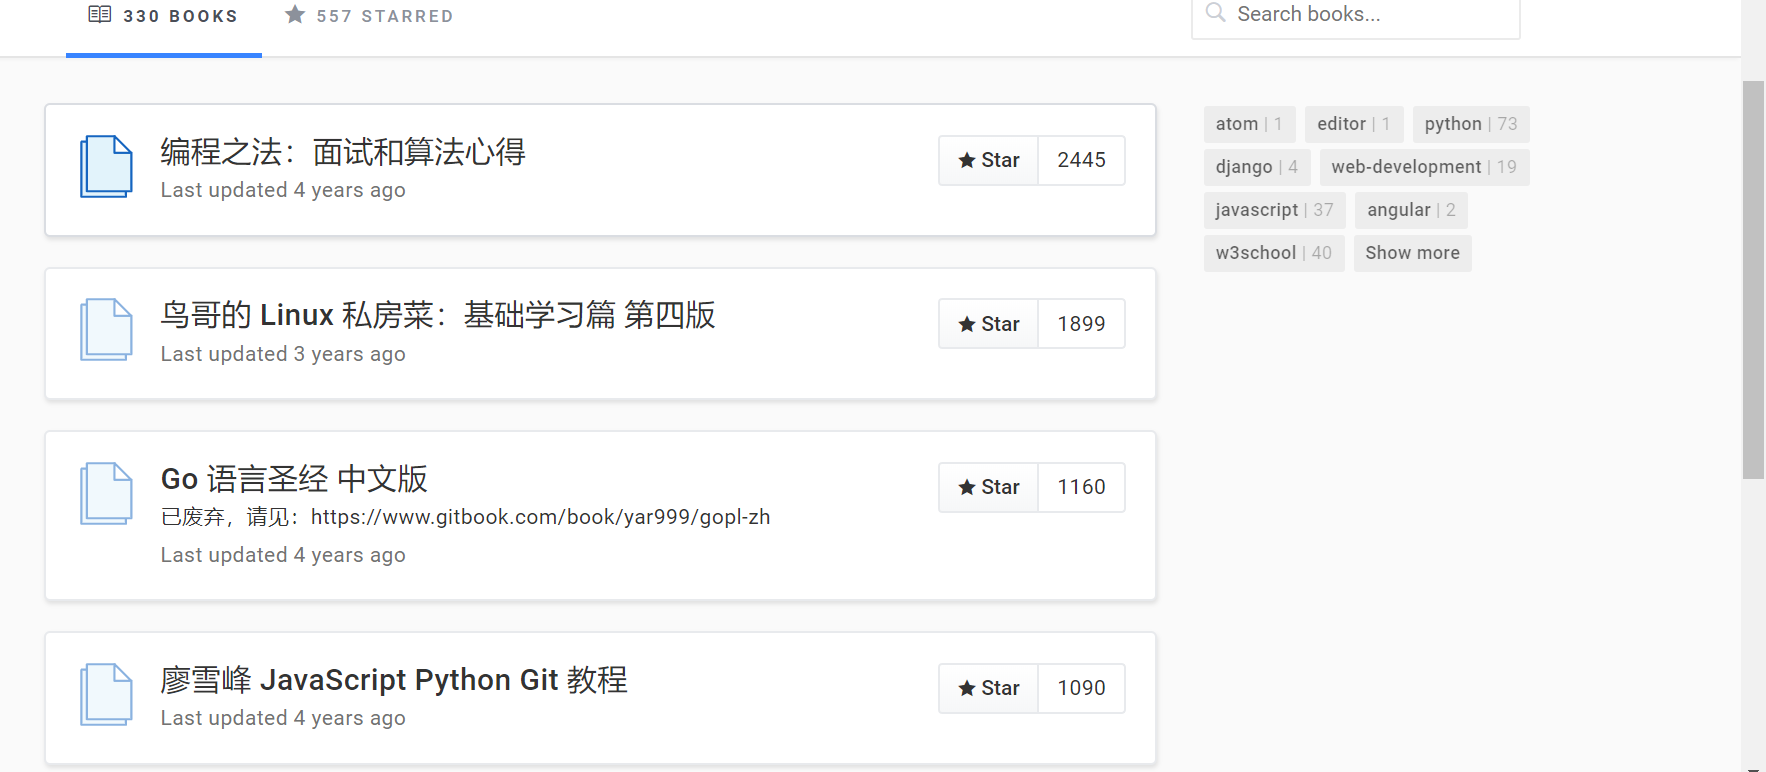 330 BOOKS
557 STARRED
Search books...
编程之法：面试和算法心得
Last updated 4 years ago
Star 2445
鸟哥的 Linux 私房菜：基础学习篇 第四版
Last updated 3 years ago
Star 1899
Go 语言圣经 中文版
已废弃，请见：https://www.gitbook.com/book/yar999/gopl-zh
Last updated 4 years ago
Star 1160
廖雪峰 JavaScript Python Git 教程
Last updated 4 years ago
Star 1090
atom | 1 editor | 1 python | 73
django | 4 web-development | 19
javascript | 37 angular | 2
w3school | 40 Show more